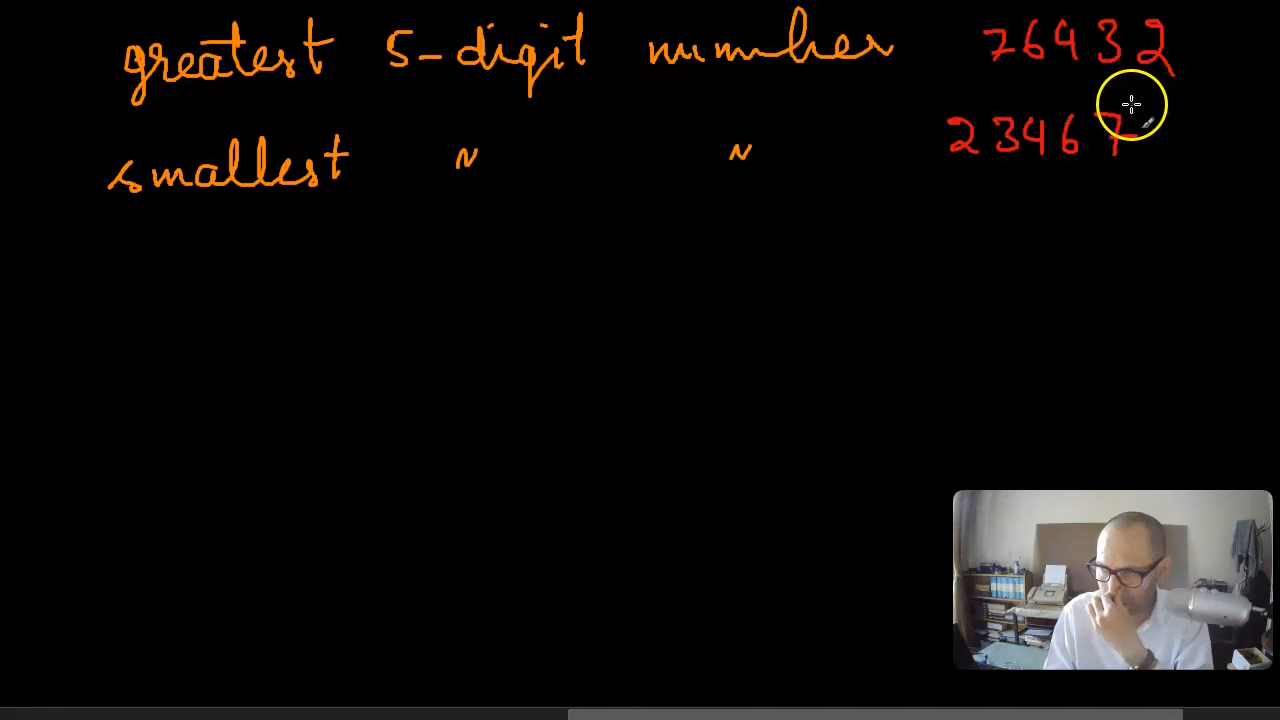 greatest 5-digit number 76432
smallest " " 23467